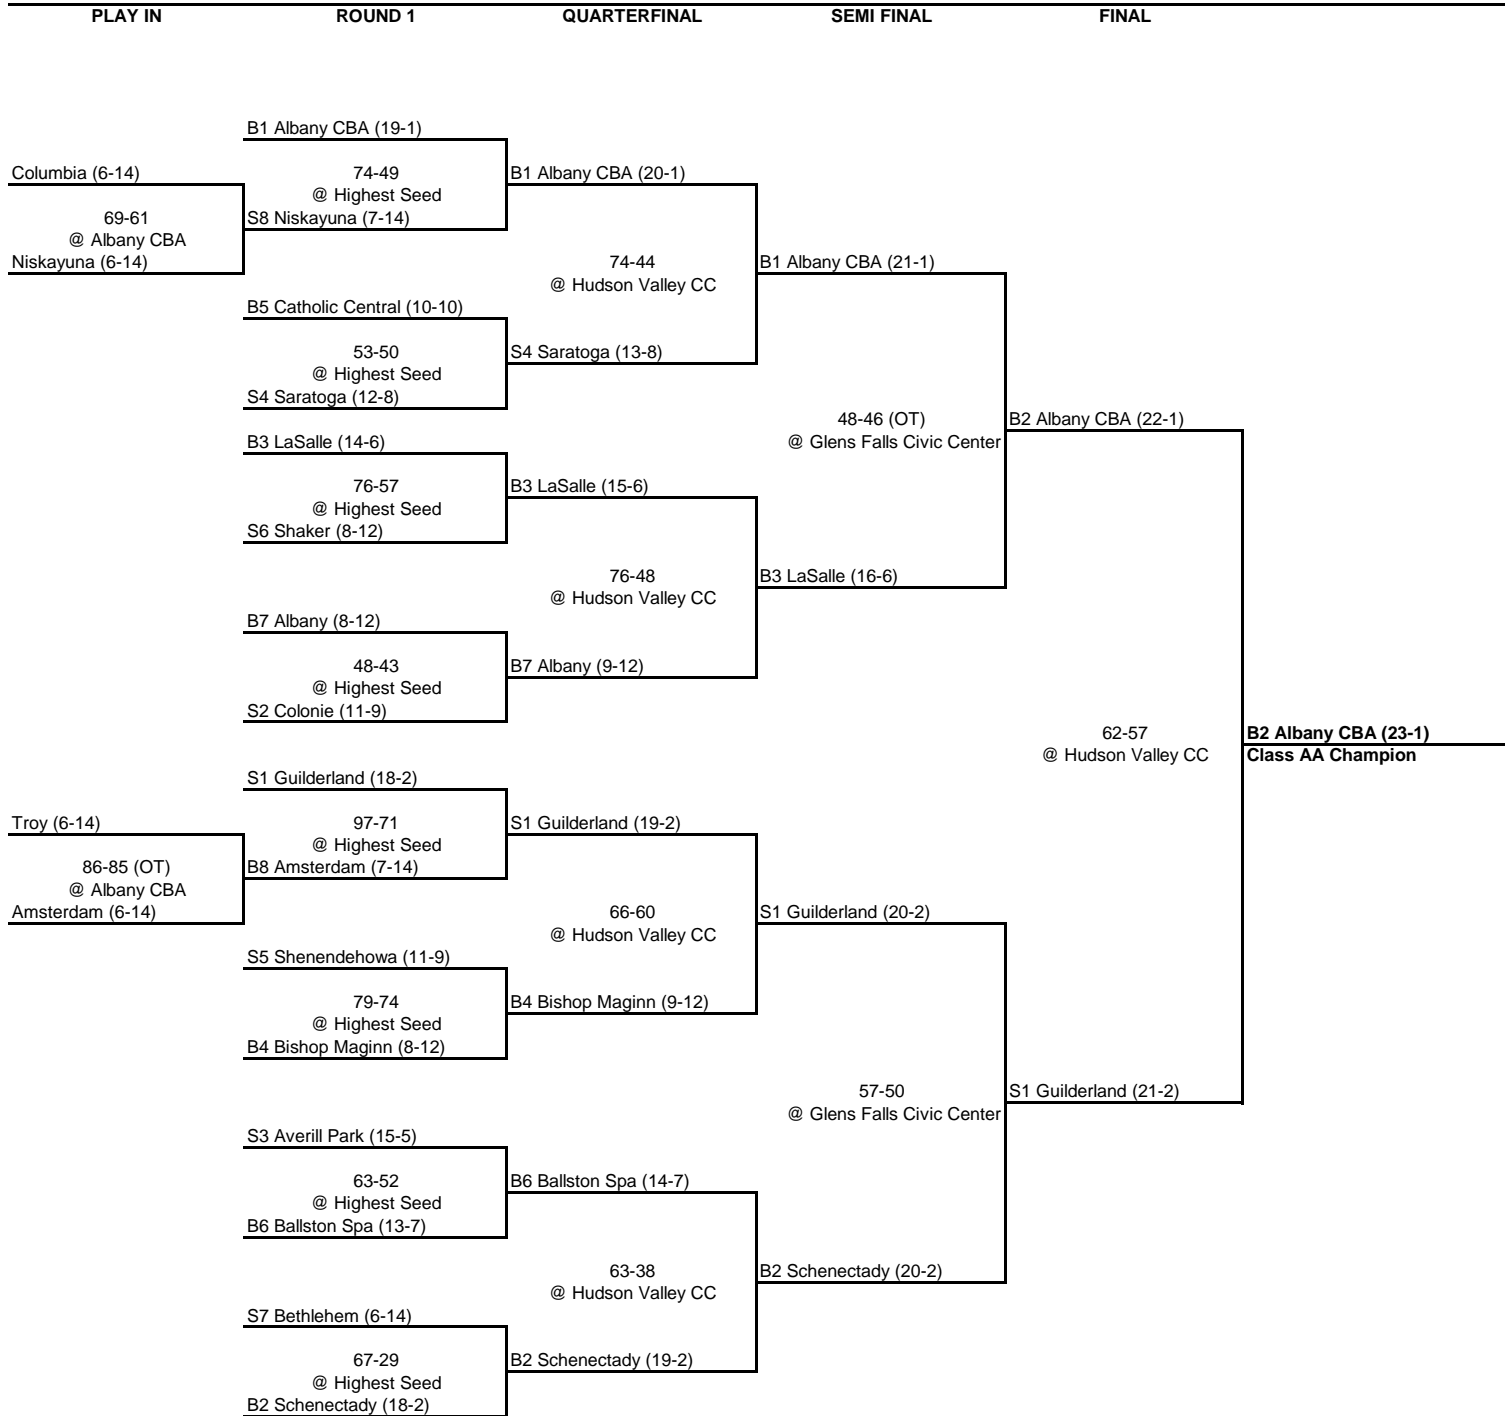 PLAY IN ROUND 1 QUARTERFINAL SEMI FINAL FINAL
B1 Albany CBA (19-1)
Columbia (6-14) 74-49 B1 Albany CBA (20-1)
@ Highest Seed
69-61 S8 Niskayuna (7-14)
@ Albany CBA
Niskayuna (6-14) 74-44 B1 Albany CBA (21-1)
@ Hudson Valley CC
B5 Catholic Central (10-10)
53-50 S4 Saratoga (13-8)
@ Highest Seed
S4 Saratoga (12-8)
48-46 (OT) B2 Albany CBA (22-1)
B3 LaSalle (14-6) @ Glens Falls Civic Center
76-57 B3 LaSalle (15-6)
@ Highest Seed
S6 Shaker (8-12)
76-48 B3 LaSalle (16-6)
@ Hudson Valley CC
B7 Albany (8-12)
48-43 B7 Albany (9-12)
@ Highest Seed
S2 Colonie (11-9)
62-57 B2 Albany CBA (23-1)
@ Hudson Valley CC Class AA Champion
S1 Guilderland (18-2)
Troy (6-14) 97-71 S1 Guilderland (19-2)
@ Highest Seed
86-85 (OT) B8 Amsterdam (7-14)
@ Albany CBA
Amsterdam (6-14) 66-60 S1 Guilderland (20-2)
@ Hudson Valley CC
S5 Shenendehowa (11-9)
79-74 B4 Bishop Maginn (9-12)
@ Highest Seed
B4 Bishop Maginn (8-12)
57-50 S1 Guilderland (21-2)
@ Glens Falls Civic Center
S3 Averill Park (15-5)
63-52 B6 Ballston Spa (14-7)
@ Highest Seed
B6 Ballston Spa (13-7)
63-38 B2 Schenectady (20-2)
@ Hudson Valley CC
S7 Bethlehem (6-14)
67-29 B2 Schenectady (19-2)
@ Highest Seed
B2 Schenectady (18-2)